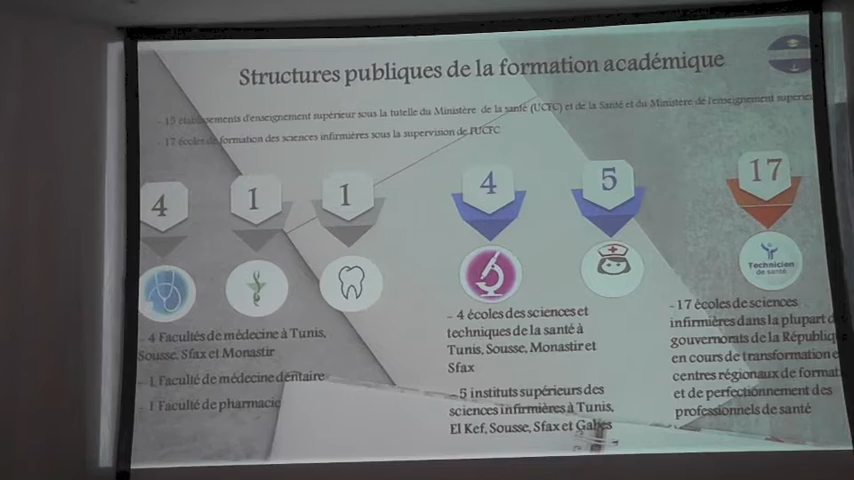 Structures publiques de la formation académique
- 15 établissements d'enseignement supérieur sous la tutelle du Ministère de la santé (UCFC) et de la Santé et du Ministère de l'enseignement
- 17 écoles de formation des sciences infirmières sous la supervision de l'UCFC
4 1 1 4 5 17
Technicien
de santé
- 4 Facultés de médecine à Tunis,
Sousse, Sfax et Monastir
- 1 Faculté de médecine dentaire
- 1 Faculté de pharmacie
- 4 écoles des sciences et
techniques de la santé à
Tunis, Sousse, Monastir et
Sfax
- 5 instituts supérieurs des
sciences infirmières à Tunis,
El Kef, Sousse, Sfax et Gabes
- 17 écoles de sciences
infirmières dans la plupart
gouvernorats de la Républiq
en cours de transformation
centres régionaux de format
et de perfectionnement des
professionnels de santé